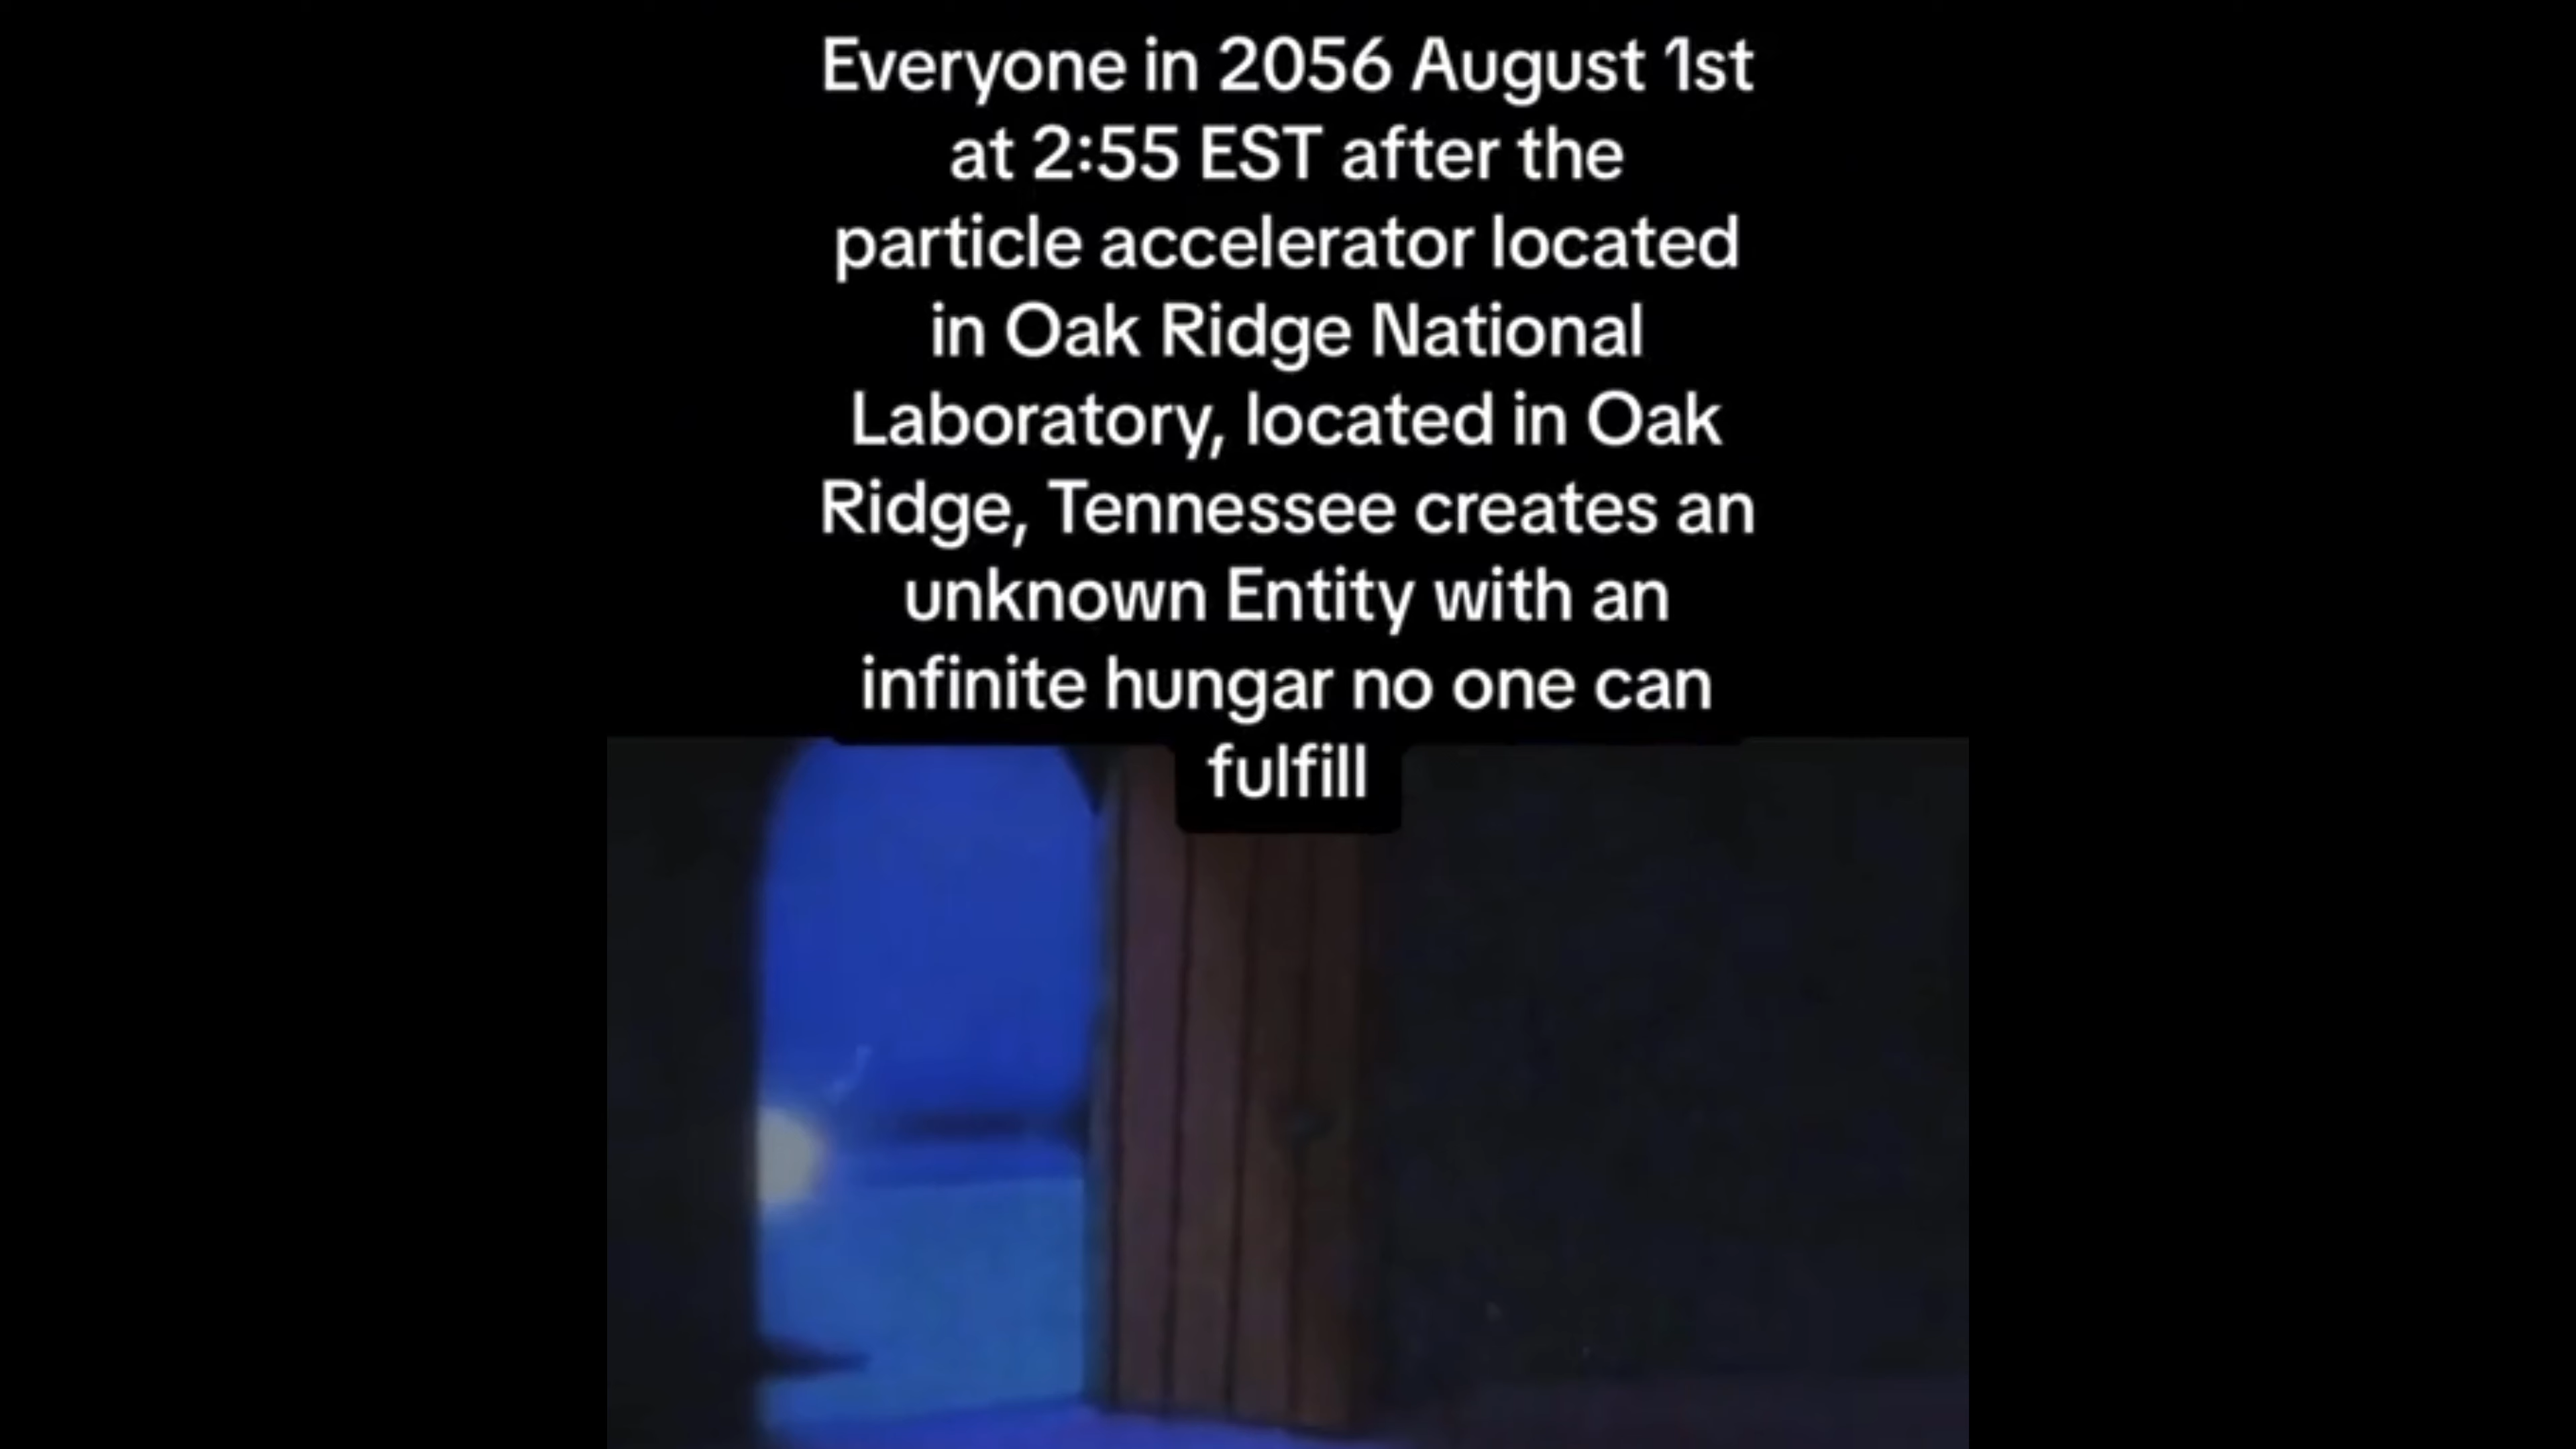 Everyone in 2056 August 1st
at 2:55 EST after the
particle accelerator located
in Oak Ridge National
Laboratory, located in Oak
Ridge, Tennessee creates an
unknown Entity with an
infinite hungar no one can
fulfill